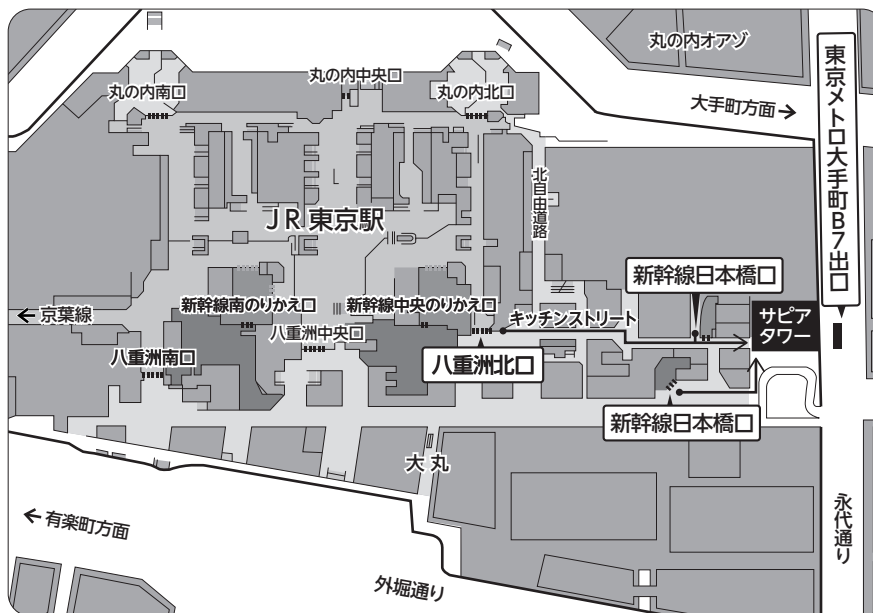 丸の内オアゾ
丸の内南口
丸の内中央口
丸の内北口
大手町方面→
東京メトロ大手町B7出口
北自由道路
JR 東京駅
新幹線日本橋口
新幹線南のりかえ口
新幹線中央のりかえ口
キッチンストリート
サピア
タワー
←京葉線
八重洲中央口
八重洲南口
八重洲北口
新幹線日本橋口
大丸
永代通り
←有楽町方面
外堀通り